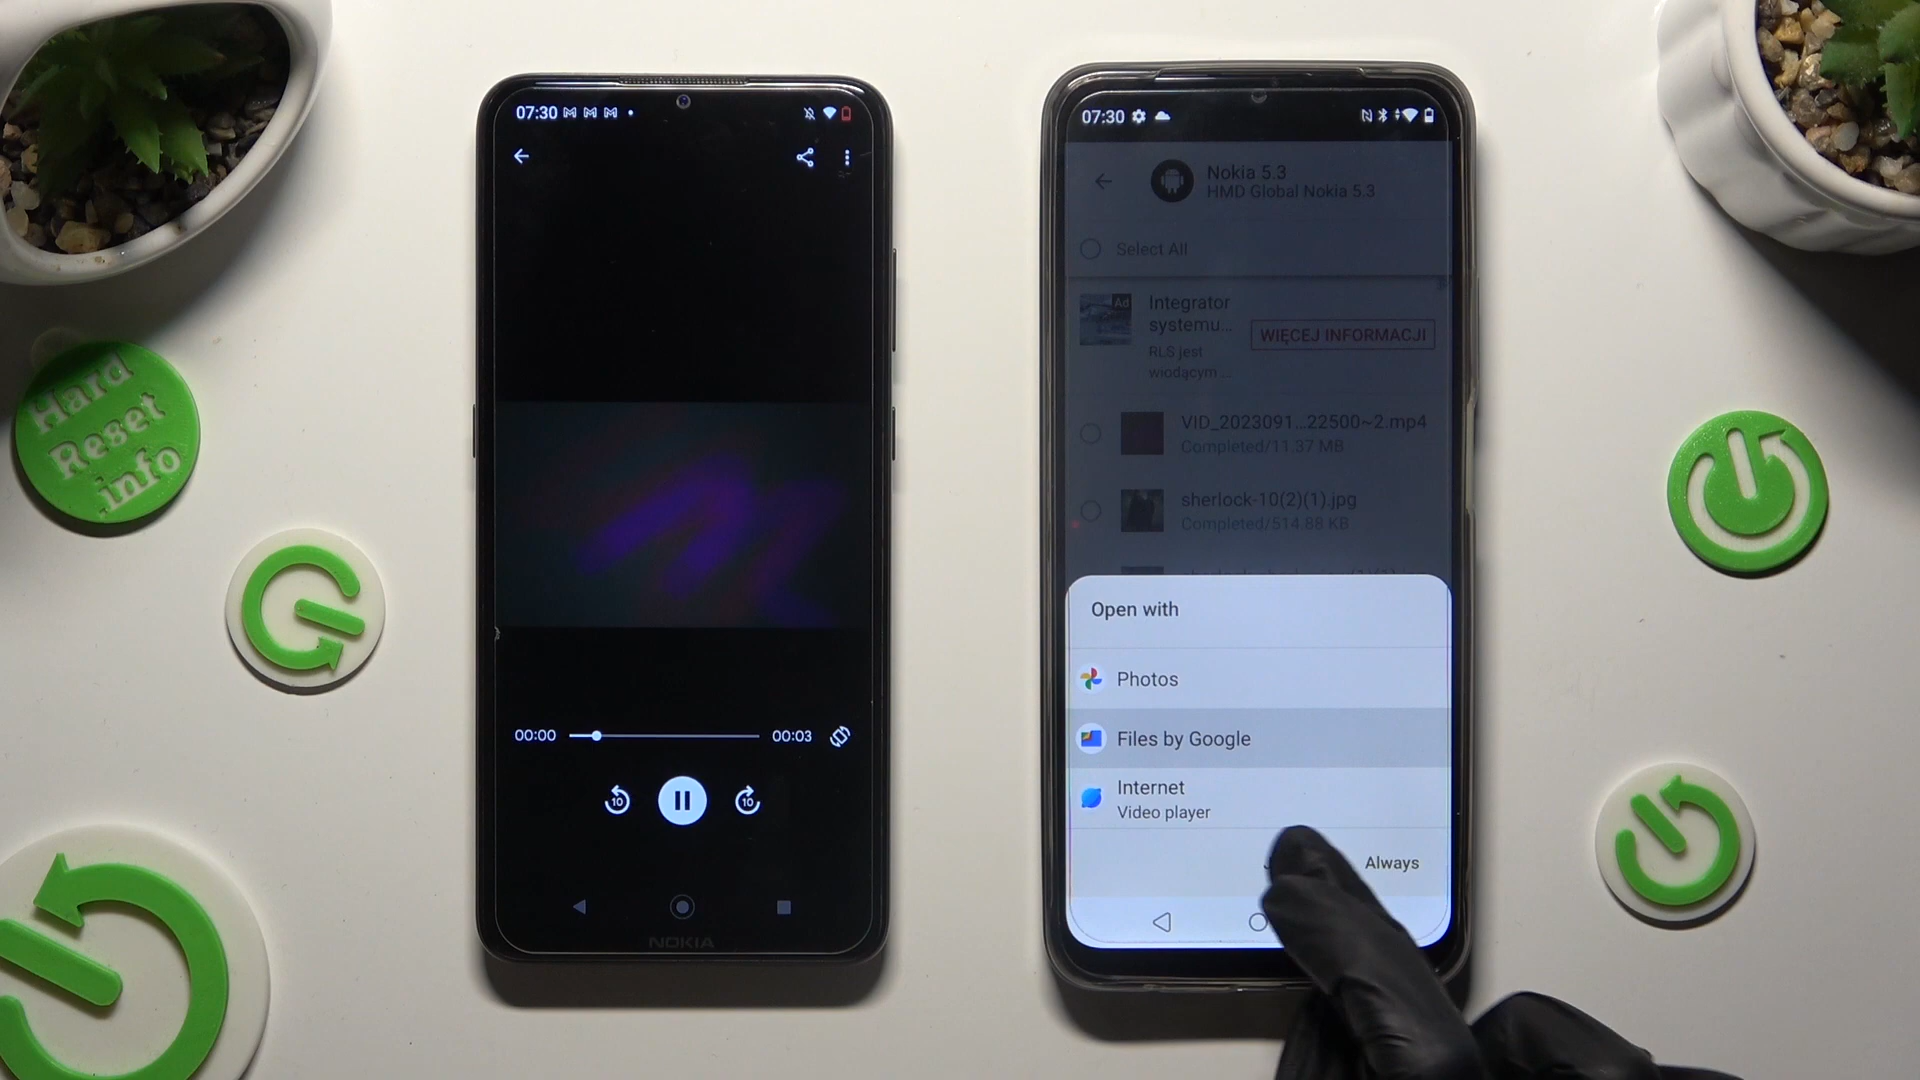 Hard
Reset
info
07:30
00:00
00:03
10
10
NOKIA
07:30
Nokia 5.3
HMD Global Nokia 5.3
Select All
Ad
Integrator
systemu...
RLS jest
wiodącym ...
WIĘCEJ INFORMACJI
VID_2023091...22500~2.mp4
Completed/11.37 MB
sherlock-10(2)(1).jpg
Completed/514.88 KB
Open with
Photos
Files by Google
Internet
Video player
Always